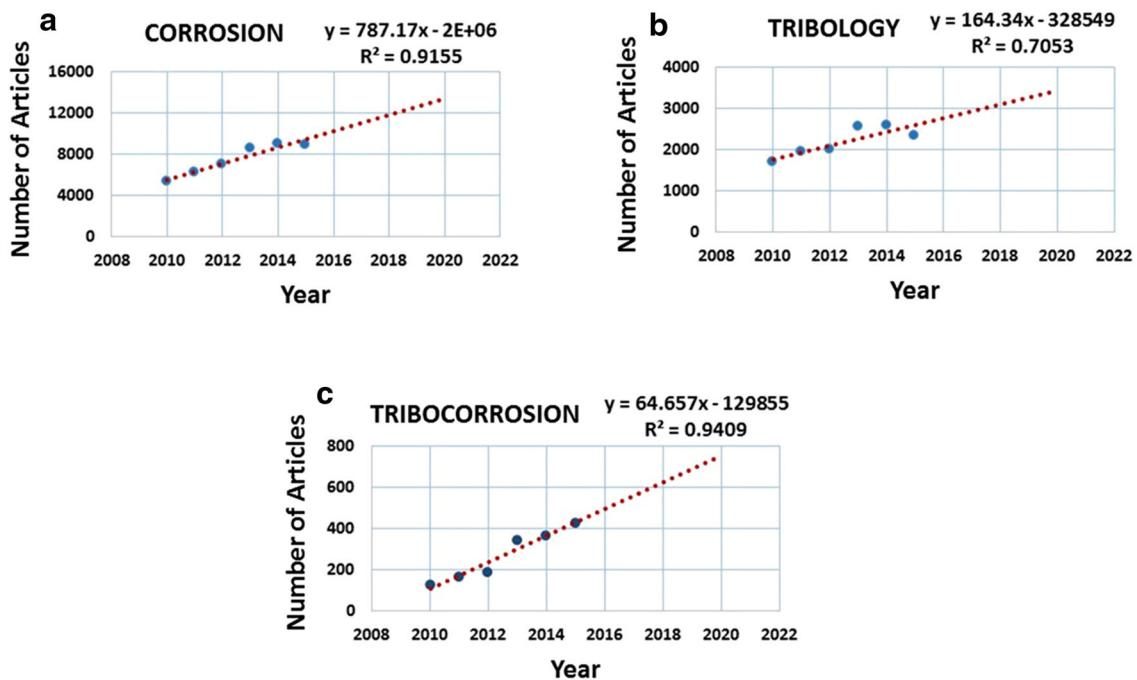 a
CORROSION
y = 787.17x - 2E+06
R² = 0.9155
Number of Articles
16000
12000
8000
4000
0
2008 2010 2012 2014 2016 2018 2020 2022
Year
b
TRIBOLOGY
y = 164.34x - 328549
R² = 0.7053
Number of Articles
4000
3000
2000
1000
0
2008 2010 2012 2014 2016 2018 2020 2022
Year
c
TRIBOCORROSION
y = 64.657x - 129855
R² = 0.9409
Number of Articles
800
600
400
200
0
2008 2010 2012 2014 2016 2018 2020 2022
Year